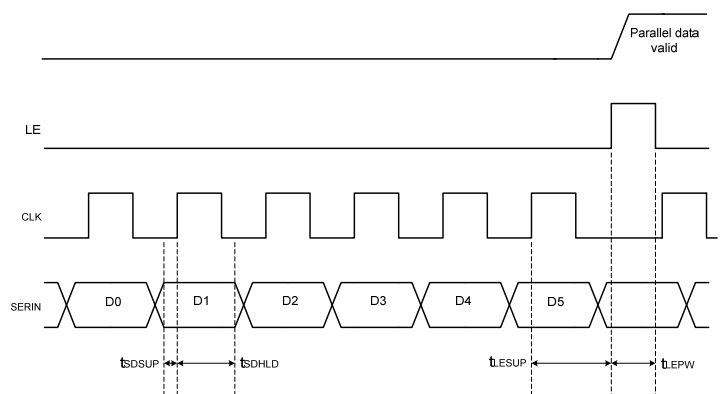 Parallel data
valid
LE
CLK
SERIN D0 D1 D2 D3 D4 D5
tSDSUP tSDHLD tLESUP tLEPW